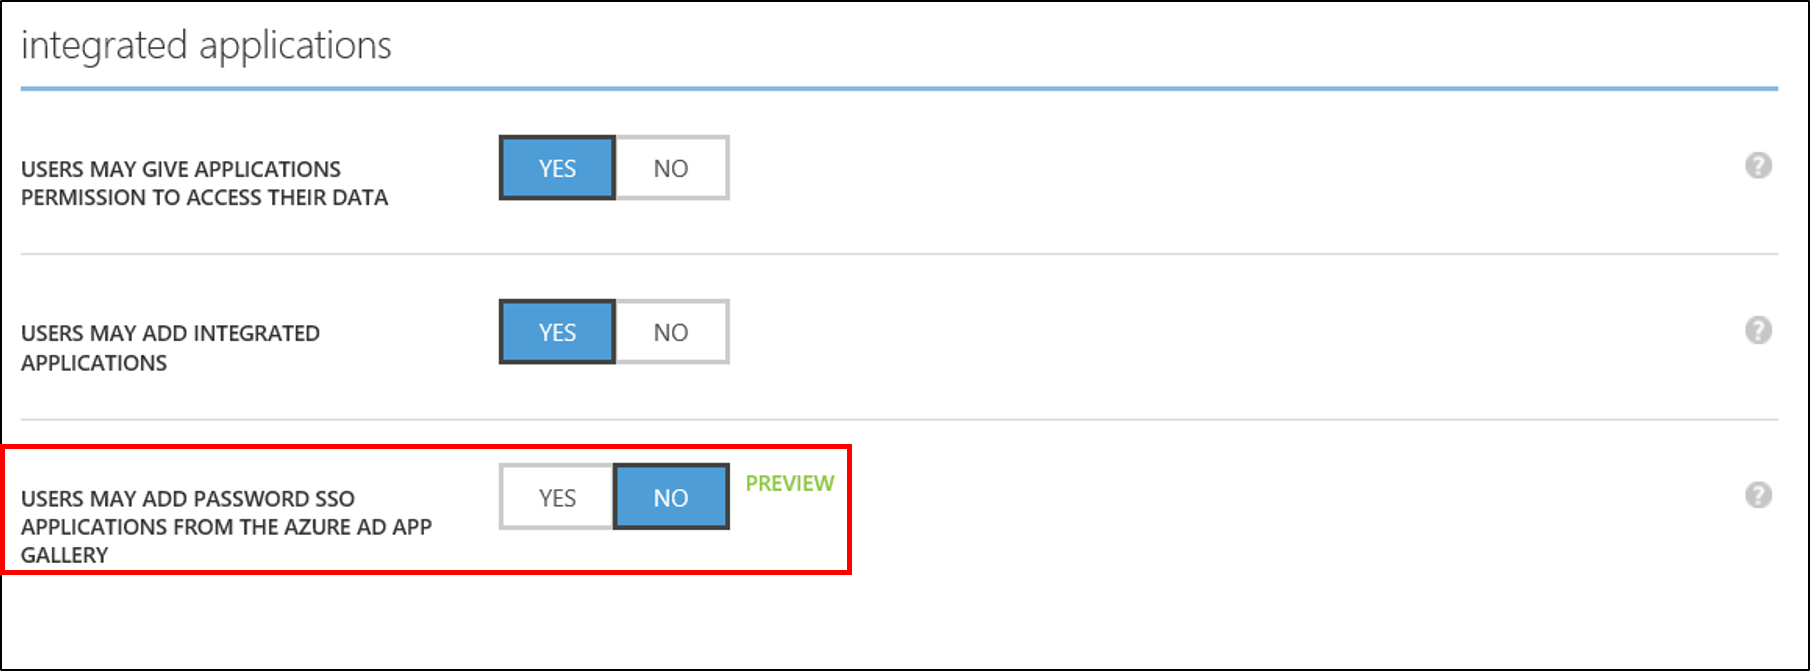 integrated applications
USERS MAY GIVE APPLICATIONS
PERMISSION TO ACCESS THEIR DATA
YES NO
?
USERS MAY ADD INTEGRATED
APPLICATIONS
YES NO
?
USERS MAY ADD PASSWORD SSO
APPLICATIONS FROM THE AZURE AD APP
GALLERY
YES NO
PREVIEW
?